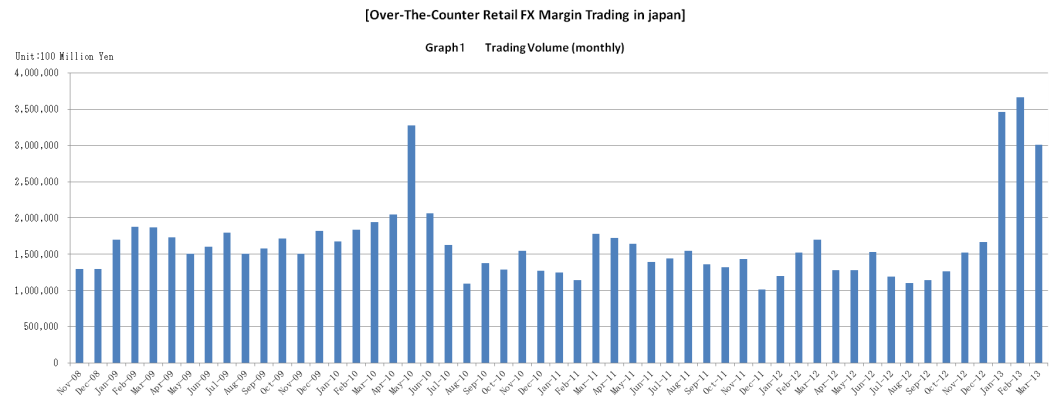 [Over-The-Counter Retail FX Margin Trading in japan]
Graph1 Trading Volume (monthly)
Unit:100 Million Yen
4,000,000
3,500,000
3,000,000
2,500,000
2,000,000
1,500,000
1,000,000
500,000
0
Nov-08 Dec-08 Jan-09 Feb-09 Mar-09 Apr-09 May-09 Jun-09 Jul-09 Aug-09 Sep-09 Oct-09 Nov-09 Dec-09 Jan-10 Feb-10 Mar-10 Apr-10 May-10 Jun-10 Jul-10 Aug-10 Sep-10 Oct-10 Nov-10 Dec-10 Jan-11 Feb-11 Mar-11 Apr-11 May-11 Jun-11 Jul-11 Aug-11 Sep-11 Oct-11 Nov-11 Dec-11 Jan-12 Feb-12 Mar-12 Apr-12 May-12 Jun-12 Jul-12 Aug-12 Sep-12 Oct-12 Nov-12 Dec-12 Jan-13 Feb-13 Mar-13